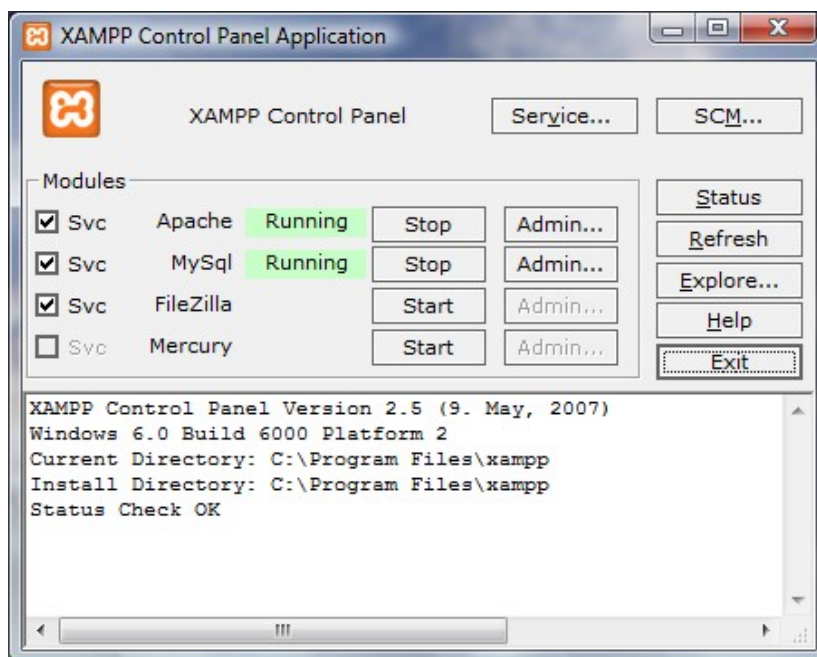 XAMPP Control Panel Application
XAMPP Control Panel Service... SCM...
Modules
Status
Svc Apache Running Stop Admin...
Refresh
Svc MySql Running Stop Admin...
Explore...
Svc FileZilla Start Admin...
Help
Svc Mercury Start Admin...
Exit
XAMPP Control Panel Version 2.5 (9. May, 2007)
Windows 6.0 Build 6000 Platform 2
Current Directory: C:\Program Files\xampp
Install Directory: C:\Program Files\xampp
Status Check OK